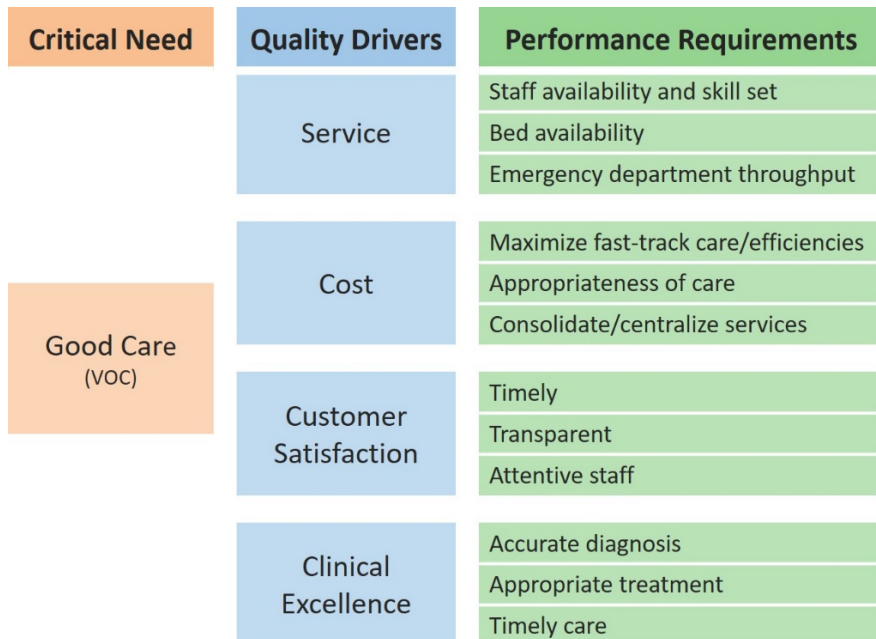 Critical Need
Quality Drivers
Performance Requirements
Good Care
(VOC)
Service
Staff availability and skill set
Bed availability
Emergency department throughput
Cost
Maximize fast-track care/efficiencies
Appropriateness of care
Consolidate/centralize services
Customer
Satisfaction
Timely
Transparent
Attentive staff
Clinical
Excellence
Accurate diagnosis
Appropriate treatment
Timely care